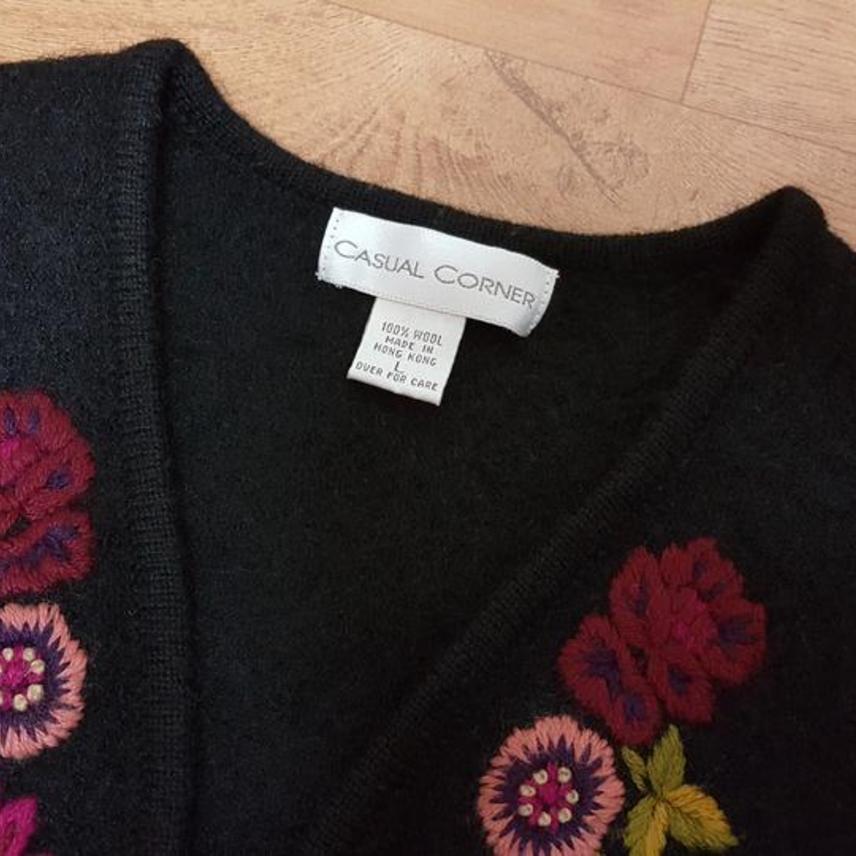 CASUAL CORNER
100% WOOL
MADE IN
HONG KONG
L
OVER FOR CARE